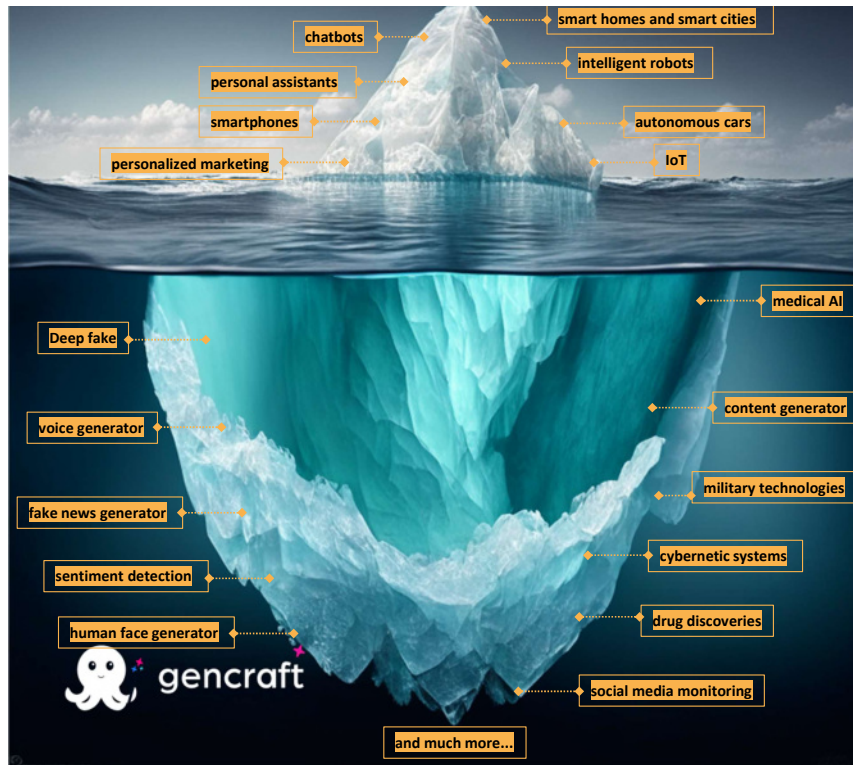 smart homes and smart cities
chatbots
intelligent robots
personal assistants
smartphones
autonomous cars
personalized marketing
IoT
medical AI
Deep fake
content generator
voice generator
military technologies
fake news generator
cybernetic systems
sentiment detection
drug discoveries
human face generator
gencraft
social media monitoring
and much more...